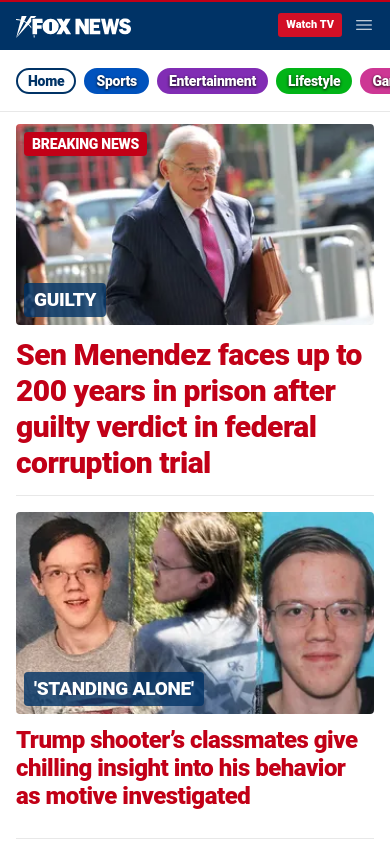 FOX NEWS
Watch TV
Home Sports Entertainment Lifestyle Ga
BREAKING NEWS
GUILTY
Sen Menendez faces up to
200 years in prison after
guilty verdict in federal
corruption trial
'STANDING ALONE'
Trump shooter’s classmates give
chilling insight into his behavior
as motive investigated